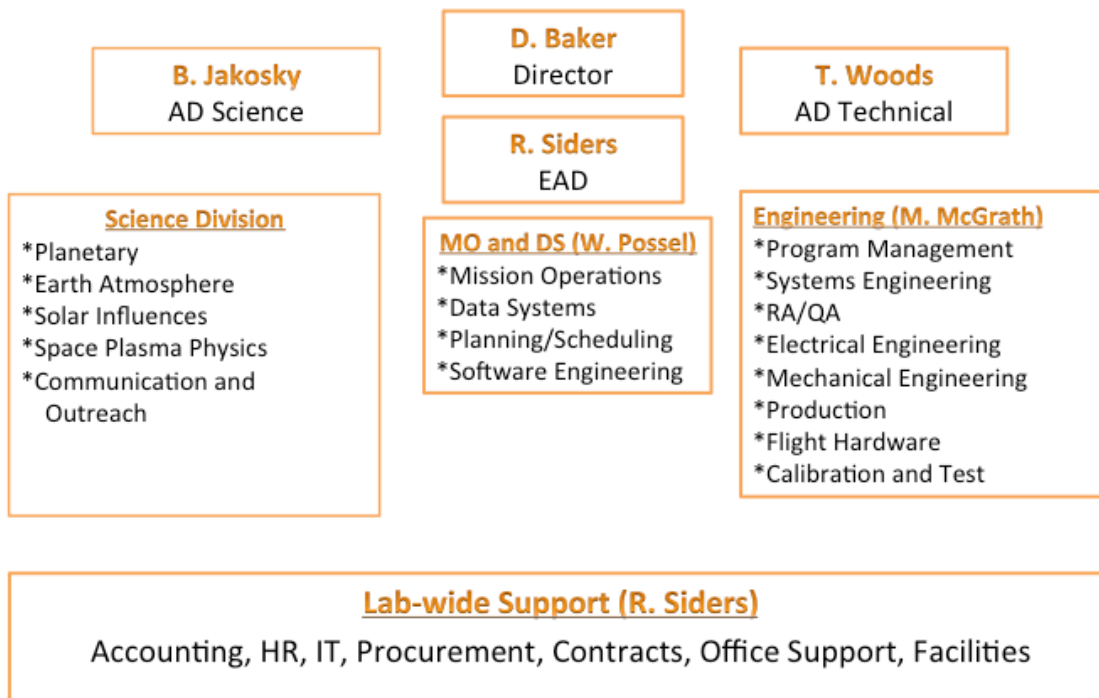 B. Jakosky
AD Science
D. Baker
Director
T. Woods
AD Technical
R. Siders
EAD
Science Division
*Planetary
*Earth Atmosphere
*Solar Influences
*Space Plasma Physics
*Communication and
Outreach
MO and DS (W. Possel)
*Mission Operations
*Data Systems
*Planning/Scheduling
*Software Engineering
Engineering (M. McGrath)
*Program Management
*Systems Engineering
*RA/QA
*Electrical Engineering
*Mechanical Engineering
*Production
*Flight Hardware
*Calibration and Test
Lab-wide Support (R. Siders)
Accounting, HR, IT, Procurement, Contracts, Office Support, Facilities